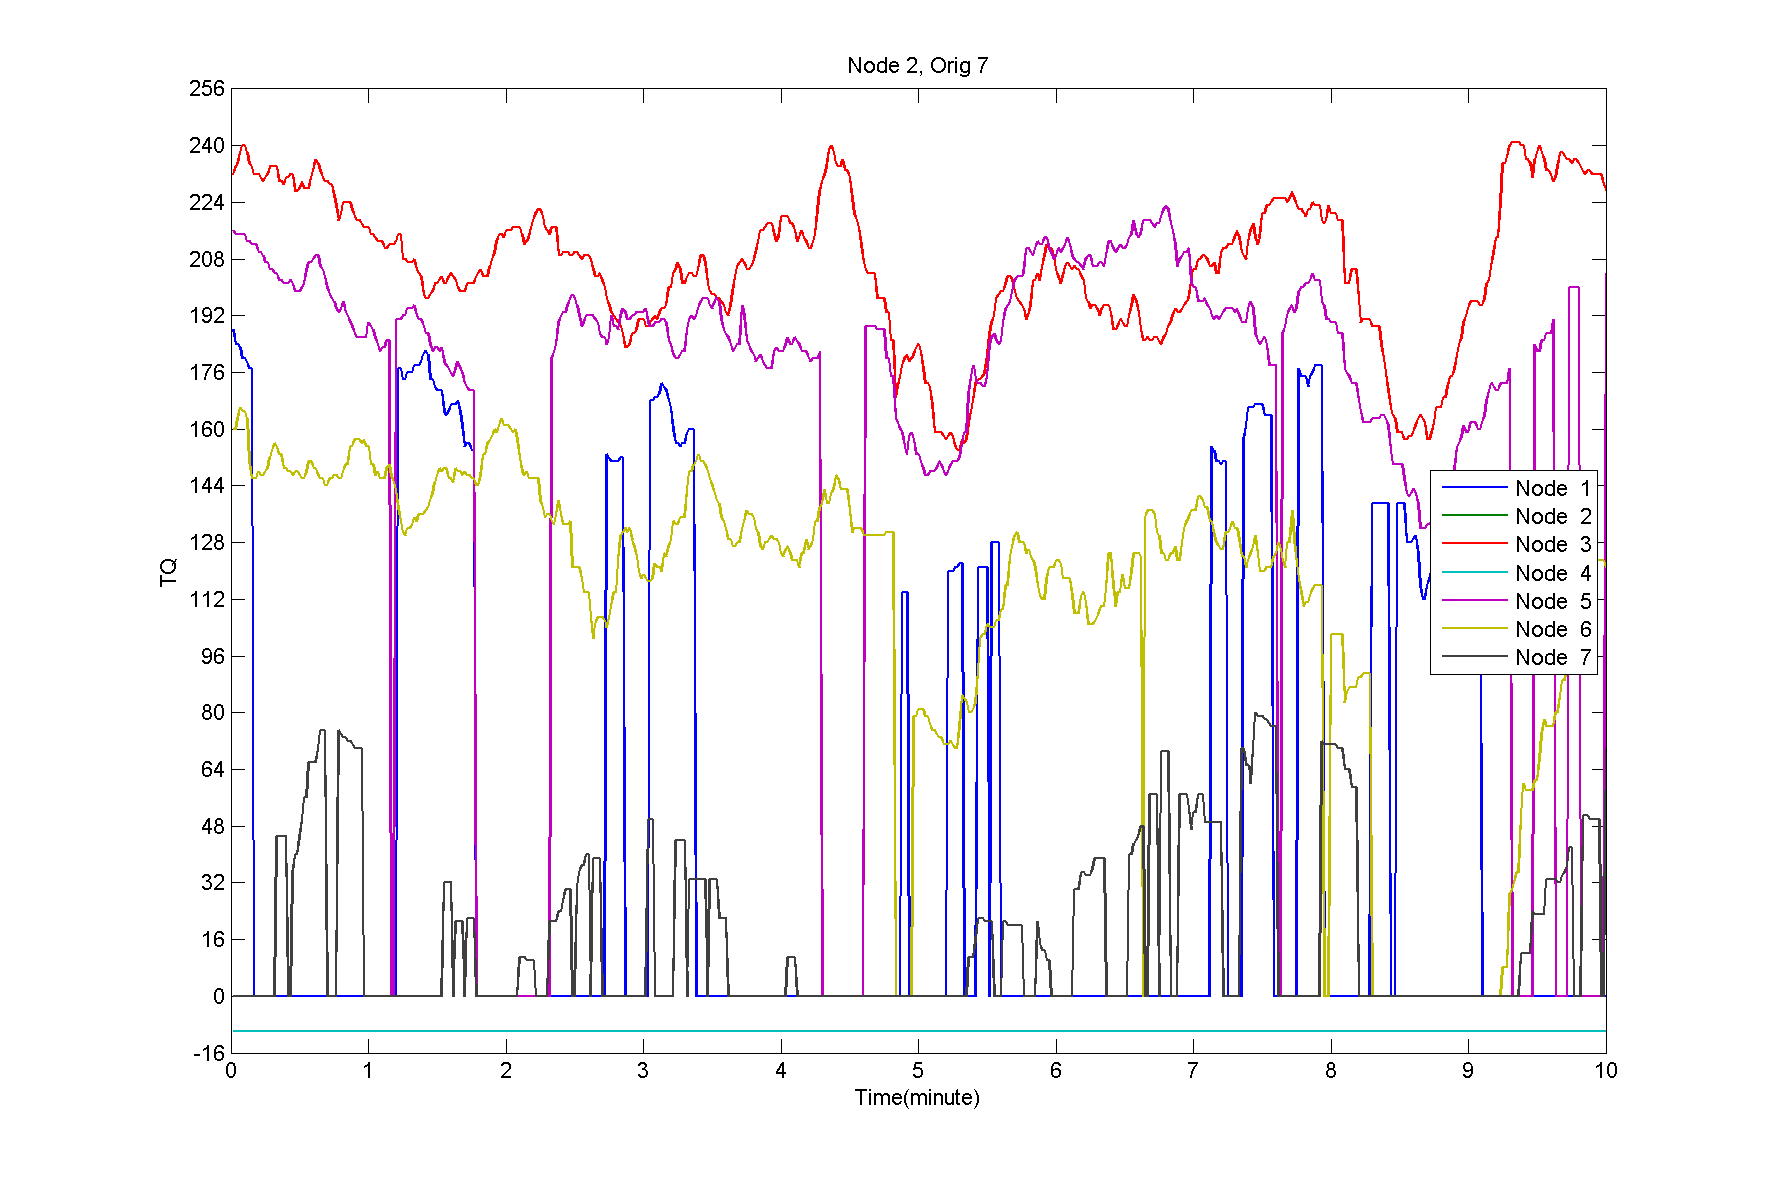 Node 2, Orig 7
256
240
224
208
192
176
160
144
128
112
96
80
64
48
32
16
0
-16
TQ
Node 1
Node 2
Node 3
Node 4
Node 5
Node 6
Node 7
0 1 2 3 4 5 6 7 8 9 10
Time(minute)